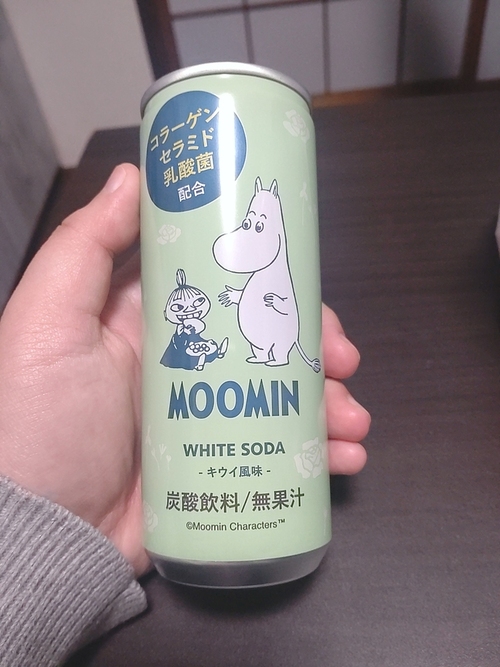 コラーゲン
セラミド
乳酸菌
配合
MOOMIN
WHITE SODA
- キウイ風味 -
炭酸飲料/無果汁
©Moomin Characters™